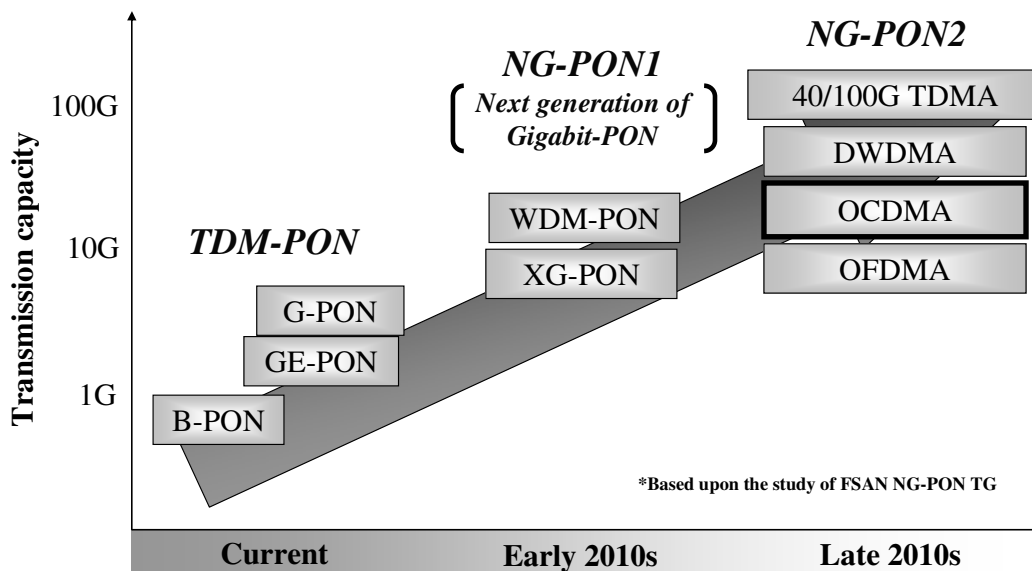 NG-PON2
NG-PON1
Next generation of
Gigabit-PON
40/100G TDMA
DWDMA
OCDMA
OFDMA
WDM-PON
XG-PON
TDM-PON
G-PON
GE-PON
B-PON
Transmission capacity
100G
10G
1G
*Based upon the study of FSAN NG-PON TG
Current
Early 2010s
Late 2010s